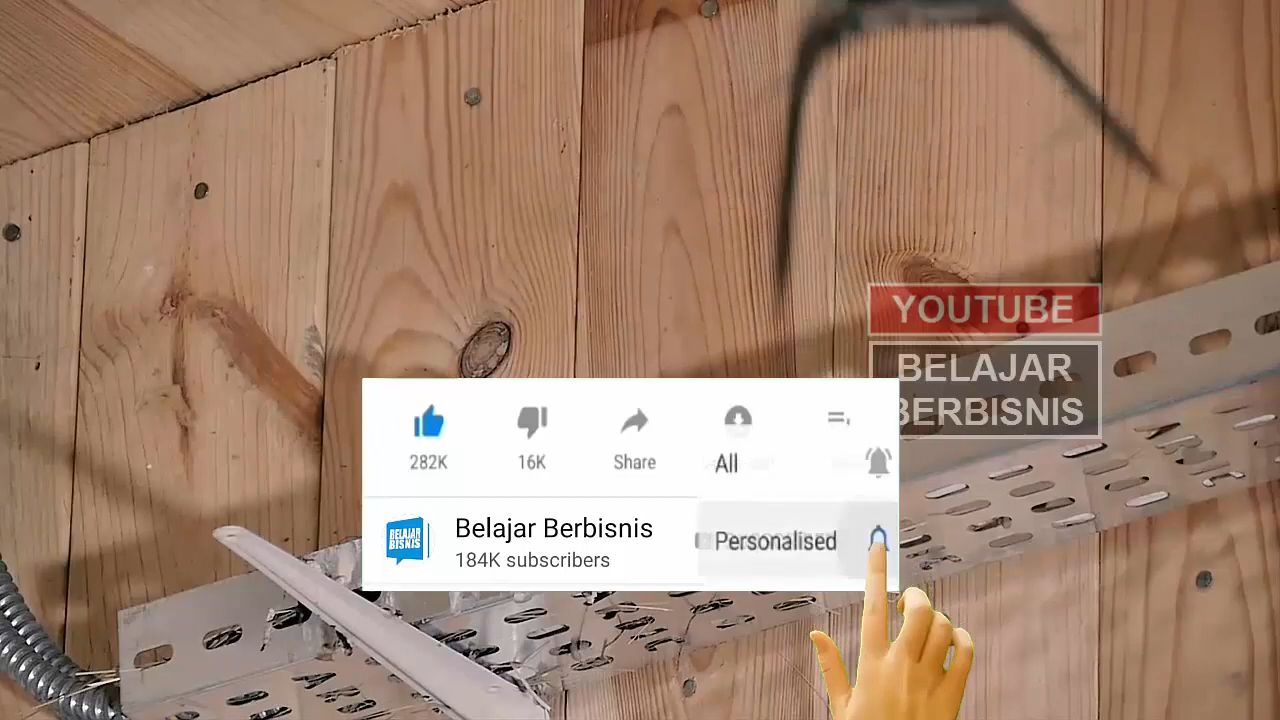 YOUTUBE
BELAJAR
BERBISNIS
282K
16K
Share
All
BELAJAR
BISNIS
Belajar Berbisnis
184K subscribers
Personalised